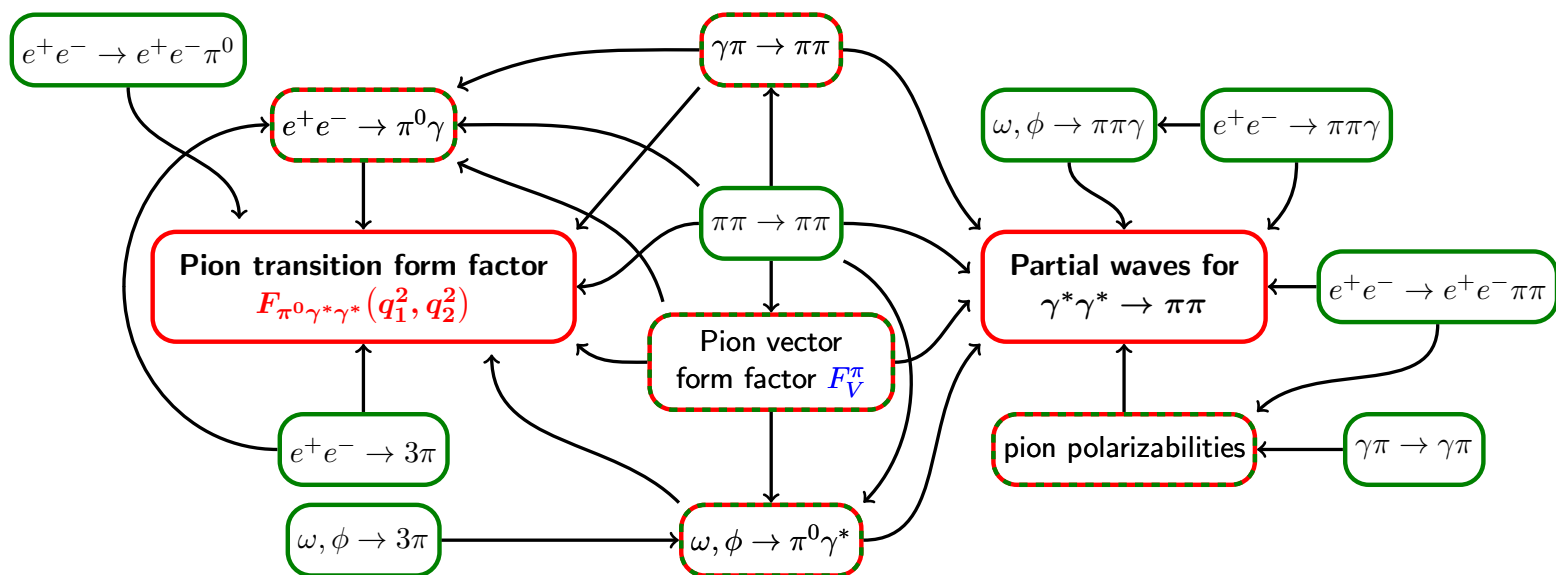 e⁺e⁻ → e⁺e⁻π⁰
γπ → ππ
e⁺e⁻ → π⁰γ
ω, ϕ → ππγ
e⁺e⁻ → ππγ
ππ → ππ
Pion transition form factor
F_{π⁰γ*γ*}(q₁², q₂²)
Partial waves for
γ*γ* → ππ
e⁺e⁻ → e⁺e⁻ππ
Pion vector
form factor F_V^π
e⁺e⁻ → 3π
pion polarizabilities
γπ → γπ
ω, ϕ → 3π
ω, ϕ → π⁰γ*